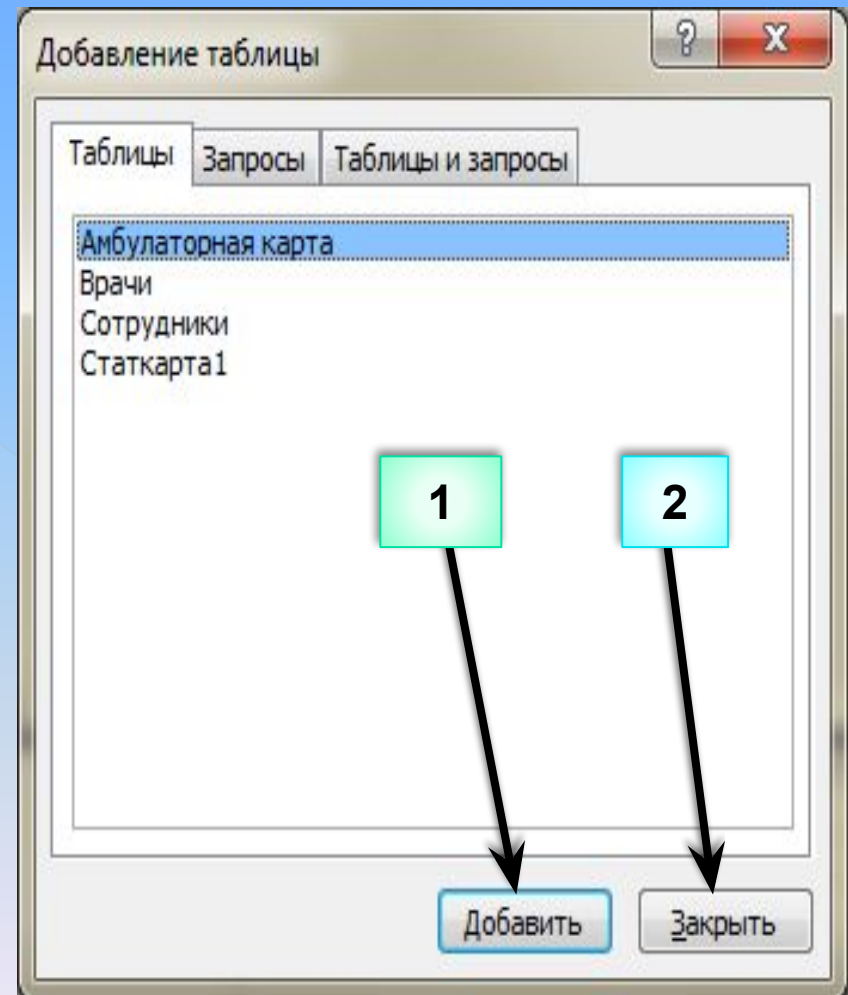 Добавление таблицы
?
X
Таблицы Запросы Таблицы и запросы
Амбулаторная карта
Врачи
Сотрудники
Статкарта1
1 2
Добавить Закрыть